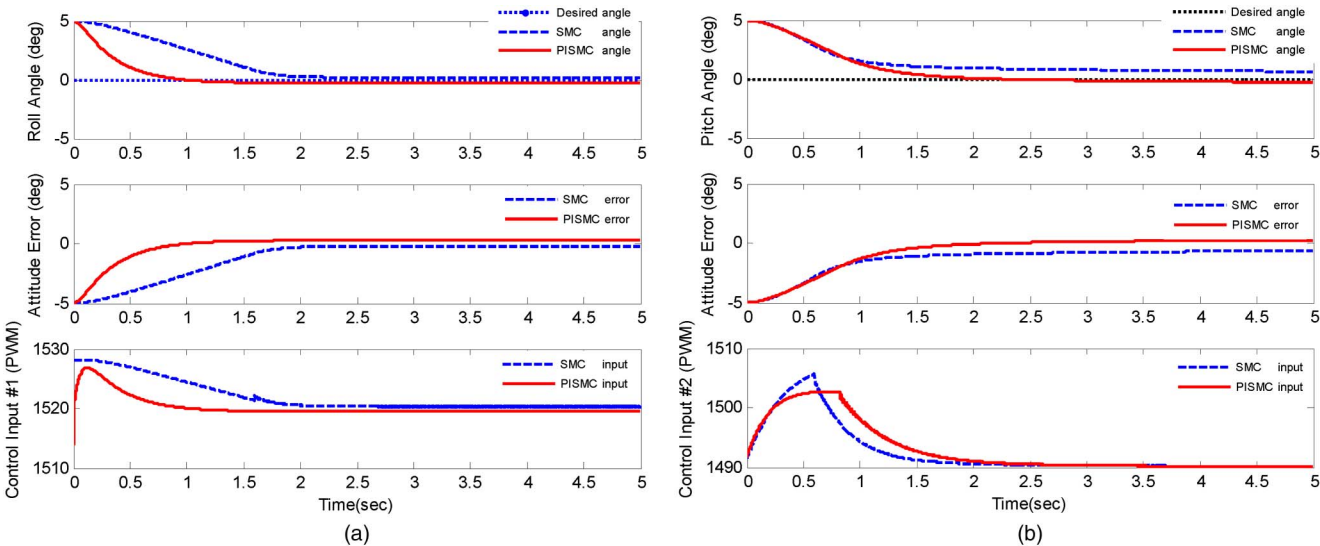 Roll Angle (deg)
5
0
-5
Desired angle
SMC angle
PISMC angle
0 0.5 1 1.5 2 2.5 3 3.5 4 4.5 5
Attitude Error (deg)
5
0
-5
SMC error
PISMC error
0 0.5 1 1.5 2 2.5 3 3.5 4 4.5 5
Control Input #1 (PWM)
1530
1520
1510
SMC input
PISMC input
0 0.5 1 1.5 2 2.5 3 3.5 4 4.5 5
Time(sec)
(a)
Pitch Angle (deg)
5
0
-5
Desired angle
SMC angle
PISMC angle
0 0.5 1 1.5 2 2.5 3 3.5 4 4.5 5
Attitude Error (deg)
5
0
-5
SMC error
PISMC error
0 0.5 1 1.5 2 2.5 3 3.5 4 4.5 5
Control Input #2 (PWM)
1510
1500
1490
SMC input
PISMC input
0 0.5 1 1.5 2 2.5 3 3.5 4 4.5 5
Time(sec)
(b)